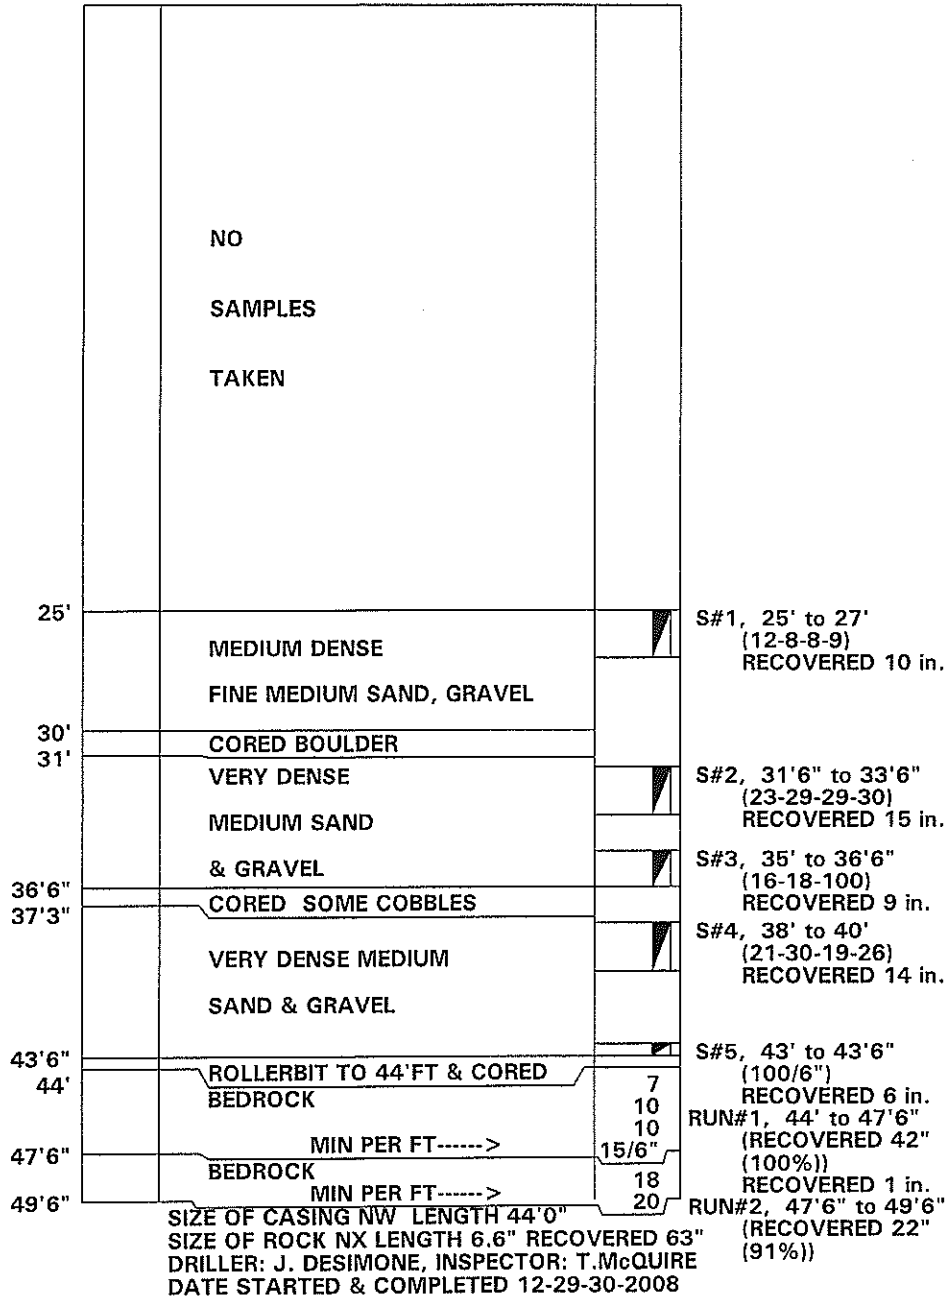 NO
SAMPLES
TAKEN
25'
S#1, 25' to 27'
(12-8-8-9)
RECOVERED 10 in.
MEDIUM DENSE
FINE MEDIUM SAND, GRAVEL
30'
CORED BOULDER
31'
VERY DENSE
MEDIUM SAND
& GRAVEL
S#2, 31'6" to 33'6"
(23-29-29-30)
RECOVERED 15 in.
S#3, 35' to 36'6"
(16-18-100)
RECOVERED 9 in.
36'6"
CORED SOME COBBLES
37'3"
S#4, 38' to 40'
(21-30-19-26)
RECOVERED 14 in.
VERY DENSE MEDIUM
SAND & GRAVEL
43'6"
S#5, 43' to 43'6"
(100/6")
RECOVERED 6 in.
ROLLERBIT TO 44'FT & CORED
44'
BEDROCK
7
10
10
MIN PER FT------>
15/6"
RUN#1, 44' to 47'6"
(RECOVERED 42"
(100%))
RECOVERED 1 in.
47'6"
BEDROCK
18
MIN PER FT------>
20
49'6"
RUN#2, 47'6" to 49'6"
(RECOVERED 22"
(91%))
SIZE OF CASING NW LENGTH 44'0"
SIZE OF ROCK NX LENGTH 6.6" RECOVERED 63"
DRILLER: J. DESIMONE, INSPECTOR: T.McQUIRE
DATE STARTED & COMPLETED 12-29-30-2008